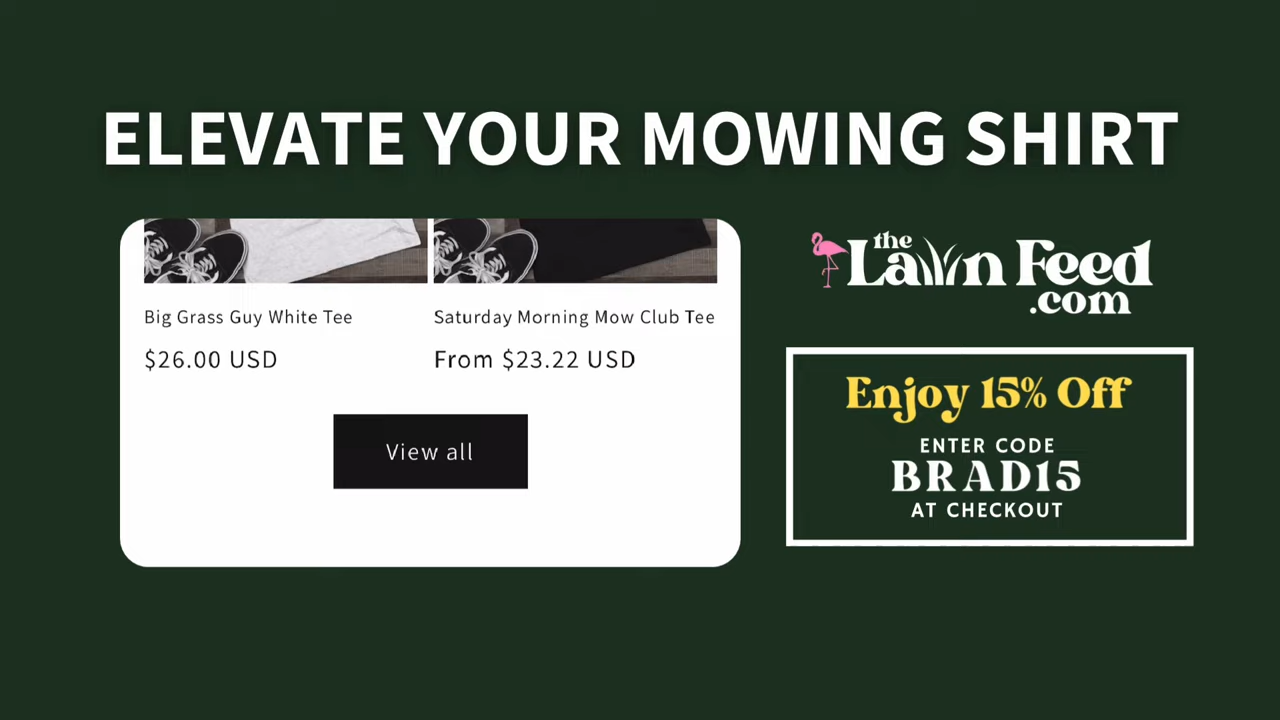 ELEVATE YOUR MOWING SHIRT
Big Grass Guy White Tee
$26.00 USD
Saturday Morning Mow Club Tee
From $23.22 USD
View all
the
Lawn Feed
.com
Enjoy 15% Off
ENTER CODE
BRAD15
AT CHECKOUT